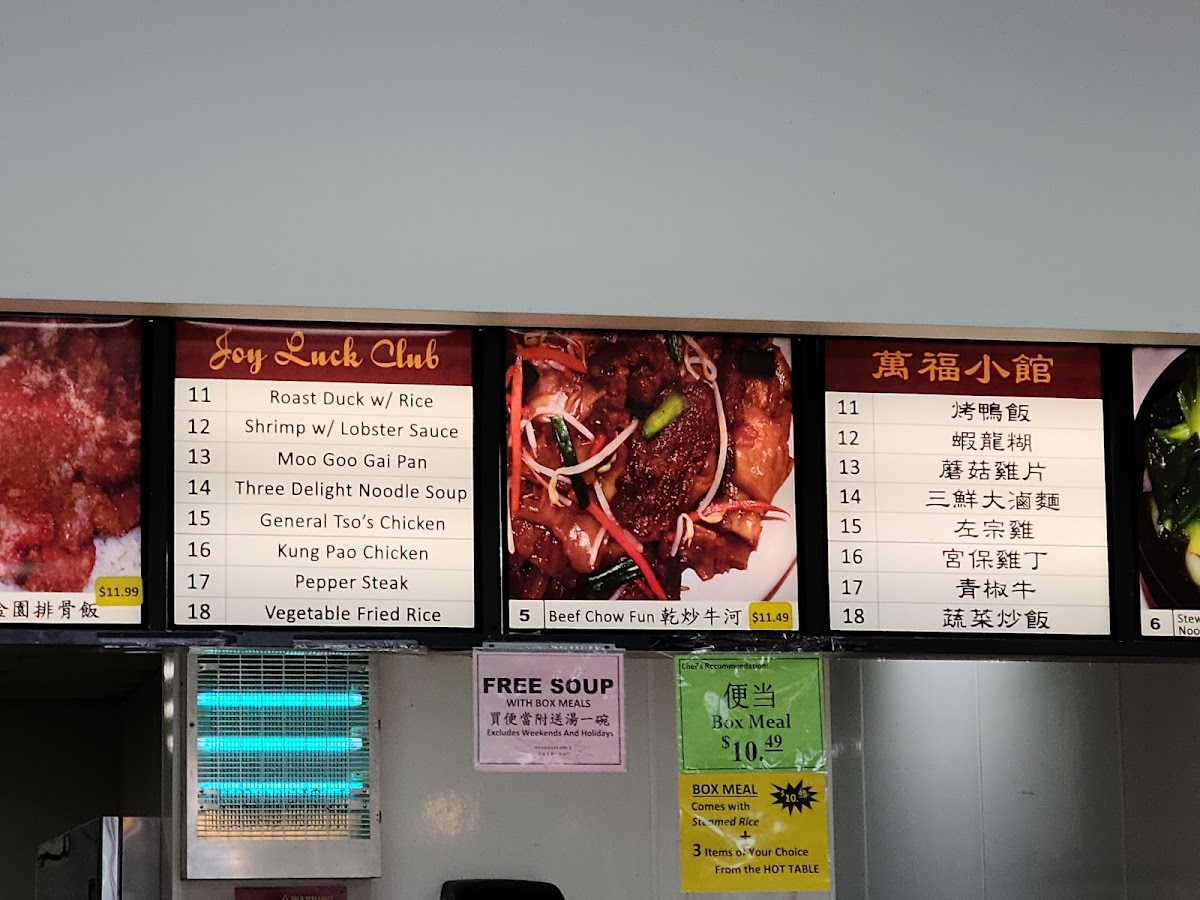 $11.99
園排骨飯
Joy Luck Club
11 Roast Duck w/ Rice
12 Shrimp w/ Lobster Sauce
13 Moo Goo Gai Pan
14 Three Delight Noodle Soup
15 General Tso's Chicken
16 Kung Pao Chicken
17 Pepper Steak
18 Vegetable Fried Rice
5 Beef Chow Fun 乾炒牛河 $11.49
萬福小館
11 烤鴨飯
12 蝦龍糊
13 蘑菇雞片
14 三鮮大滷麵
15 左宗雞
16 宮保雞丁
17 青椒牛
18 蔬菜炒飯
6 Stew
Noo
FREE SOUP
WITH BOX MEALS
買便當附送湯一碗
Excludes Weekends And Holidays
Chef's Recommendation:
便当
Box Meal
$10.49
BOX MEAL
Comes with
Steamed Rice
+
3 Items of Your Choice
From the HOT TABLE
WARNING